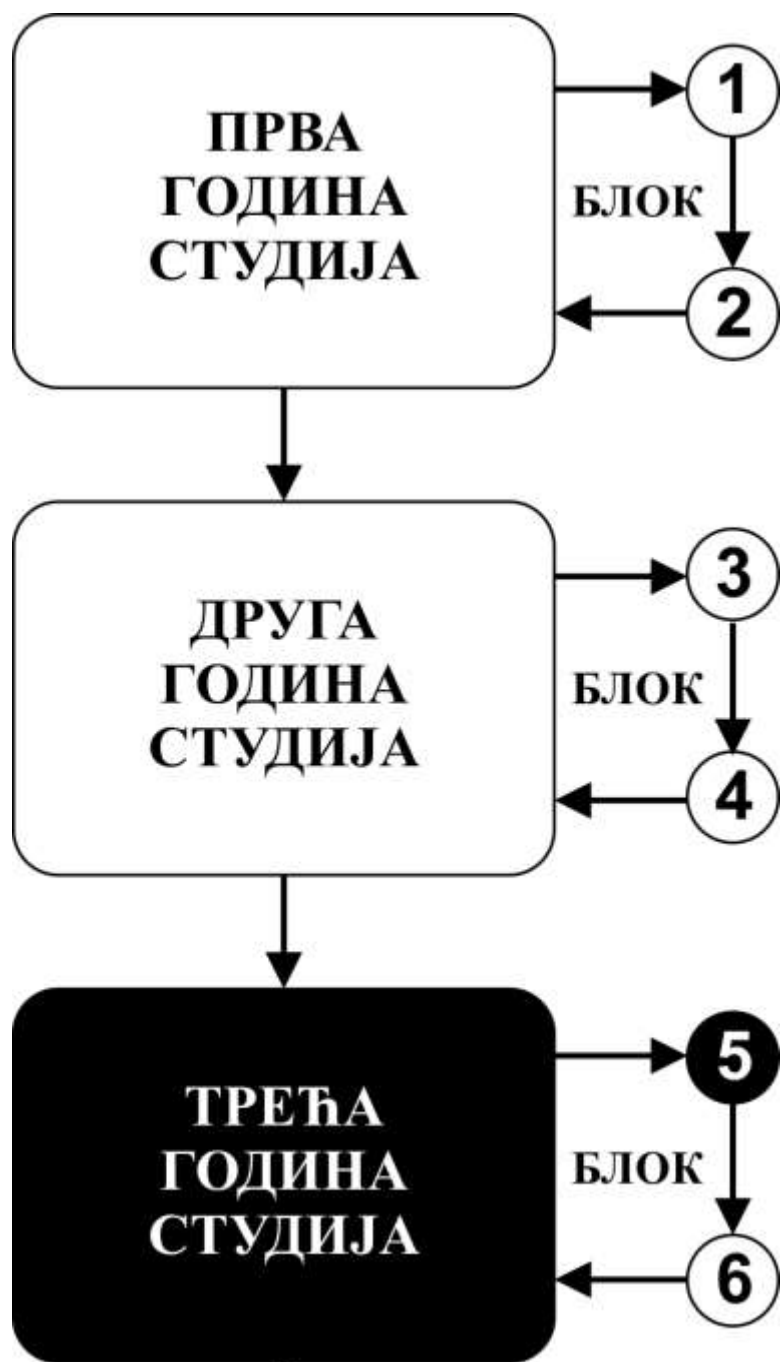 ПРВА
ГОДИНА
СТУДИЈА
1
БЛОК
2
ДРУГА
ГОДИНА
СТУДИЈА
3
БЛОК
4
ТРЕЋА
ГОДИНА
СТУДИЈА
5
БЛОК
6